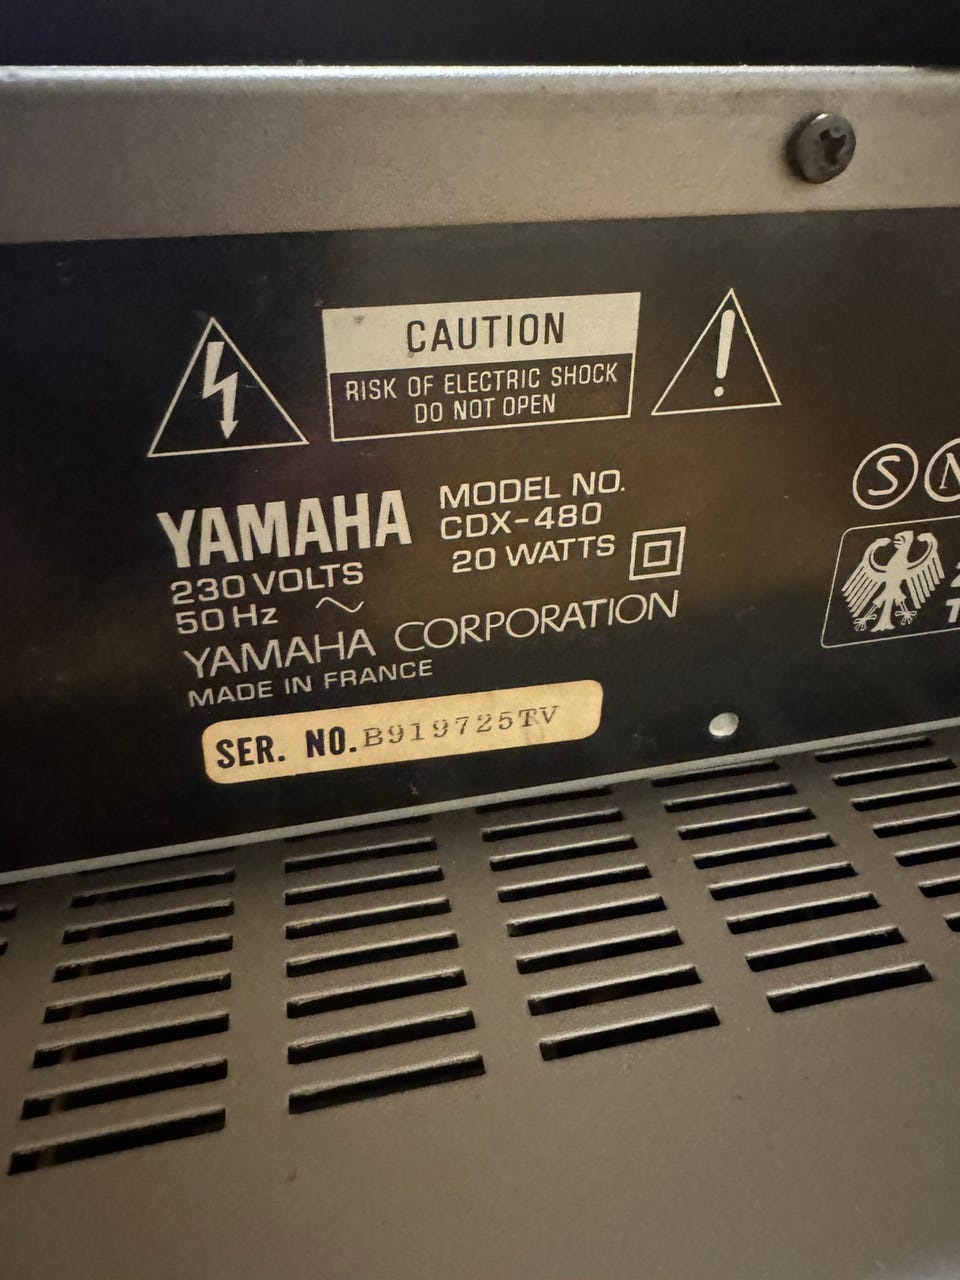 CAUTION
RISK OF ELECTRIC SHOCK
DO NOT OPEN
YAMAHA
MODEL NO.
CDX-480
20 WATTS
230 VOLTS
50 Hz ~
YAMAHA CORPORATION
MADE IN FRANCE
SER. NO. B919725TV
S